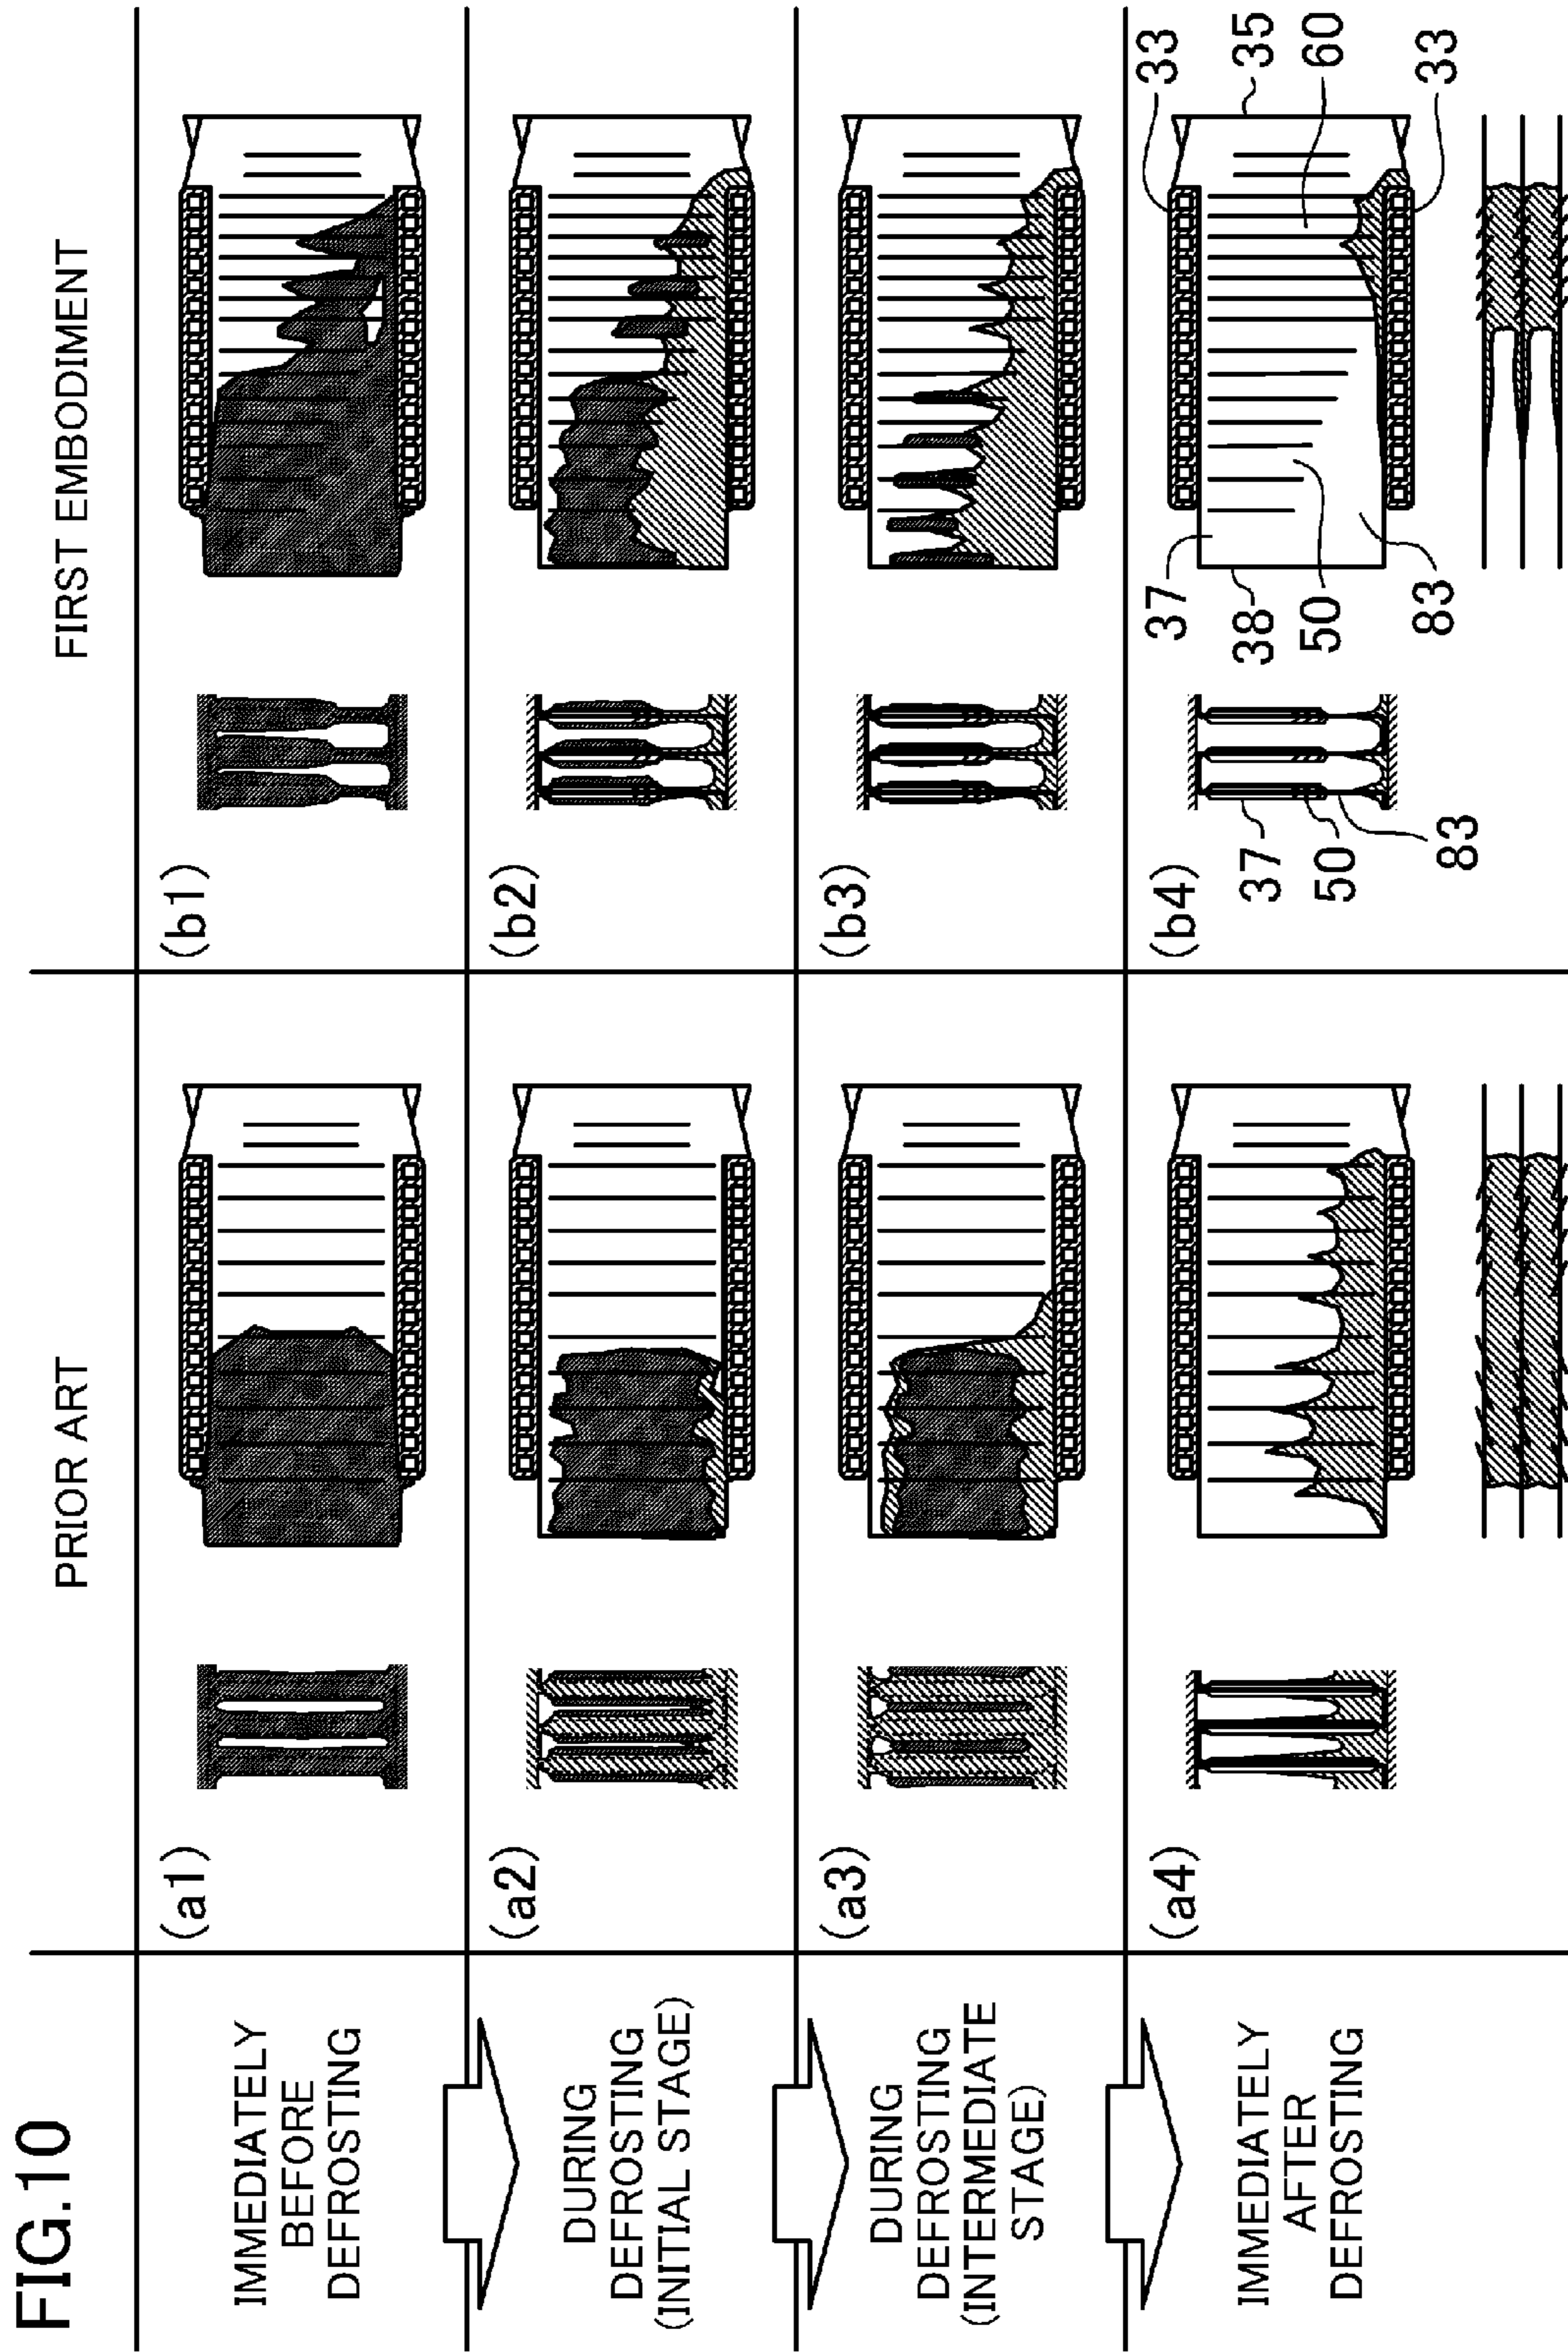 FIG.10
PRIOR ART
FIRST EMBODIMENT
IMMEDIATELY
BEFORE
DEFROSTING
(a1)
(b1)
DURING
DEFROSTING
(INITIAL STAGE)
(a2)
(b2)
DURING
DEFROSTING
(INTERMEDIATE
STAGE)
(a3)
(b3)
IMMEDIATELY
AFTER
DEFROSTING
(a4)
(b4)
37
50
83
37
38
50
83
33
35
60
33